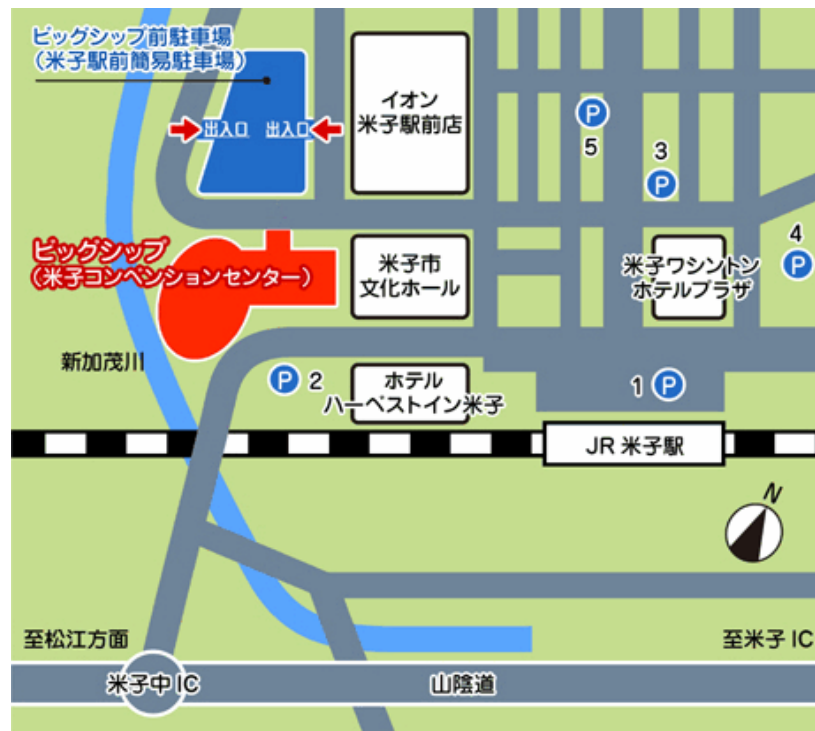 ビッグシップ前駐車場
（米子駅前簡易駐車場）
出入口
出入口
イオン
米子駅前店
P
5
3
P
ビッグシップ
（米子コンベンションセンター）
米子市
文化ホール
米子ワシントン
ホテルプラザ
4
P
新加茂川
P 2
ホテル
ハーベストイン米子
1 P
JR 米子駅
N
至松江方面
至米子 IC
米子中 IC
山陰道